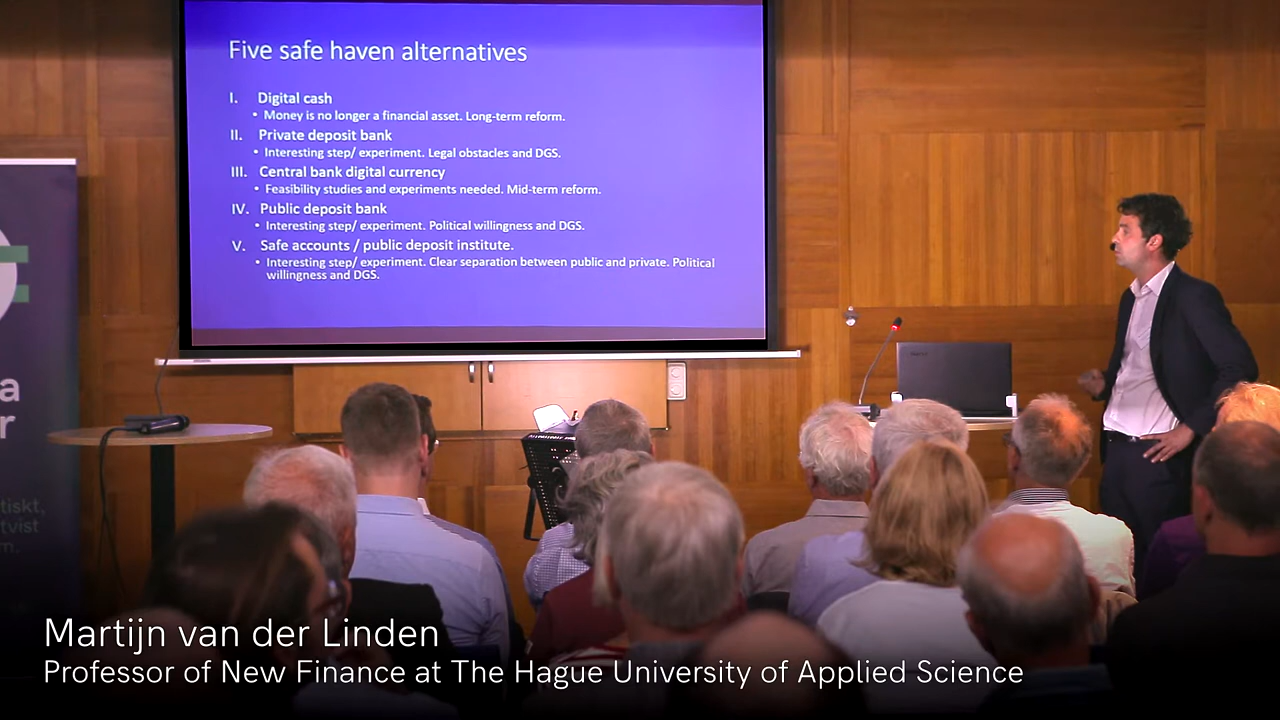 Five safe haven alternatives
I. Digital cash
• Money is no longer a financial asset. Long-term reform.
II. Private deposit bank
• Interesting step/ experiment. Legal obstacles and DGS.
III. Central bank digital currency
• Feasibility studies and experiments needed. Mid-term reform.
IV. Public deposit bank
• Interesting step/ experiment. Political willingness and DGS.
V. Safe accounts / public deposit institute.
• Interesting step/ experiment. Clear separation between public and private. Political
willingness and DGS.
a
r
tiskt,
tvist
m.
Martijn van der Linden
Professor of New Finance at The Hague University of Applied Science